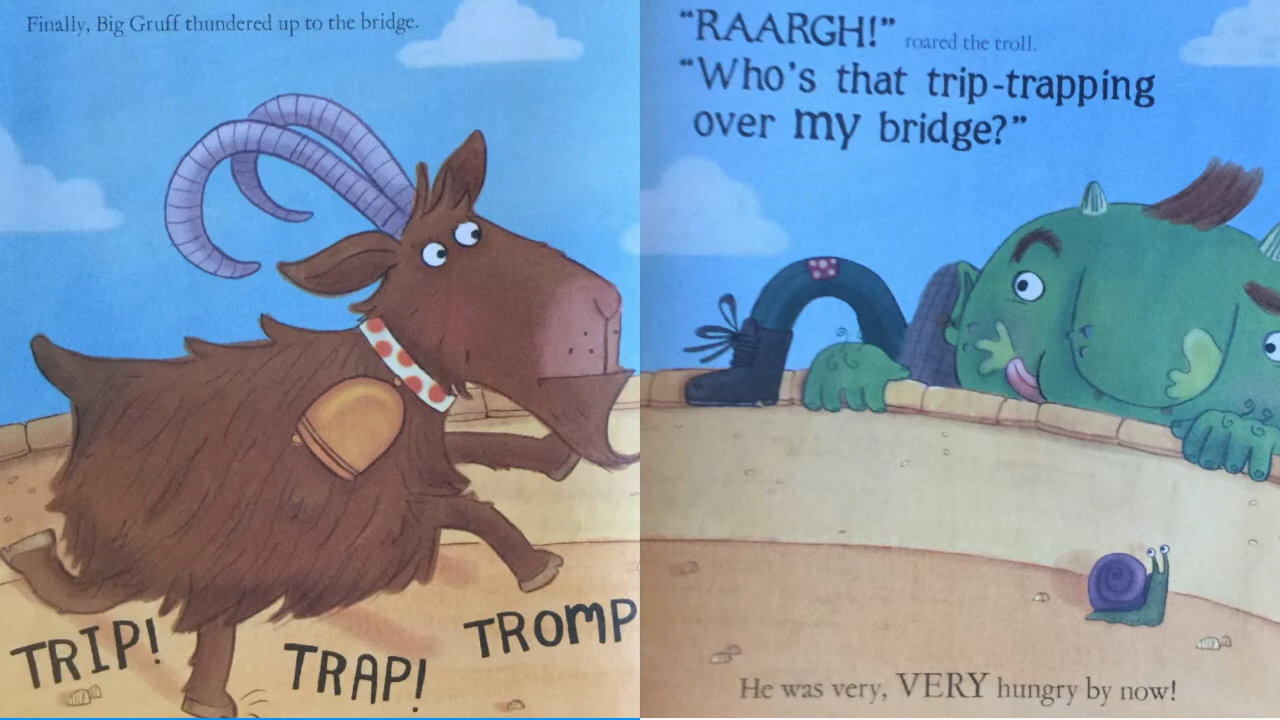 Finally, Big Gruff thundered up to the bridge.
TRIP!
TRAP!
TROMP
"RAARGH!" roared the troll.
"Who's that trip-trapping
over my bridge?"
He was very, VERY hungry by now!